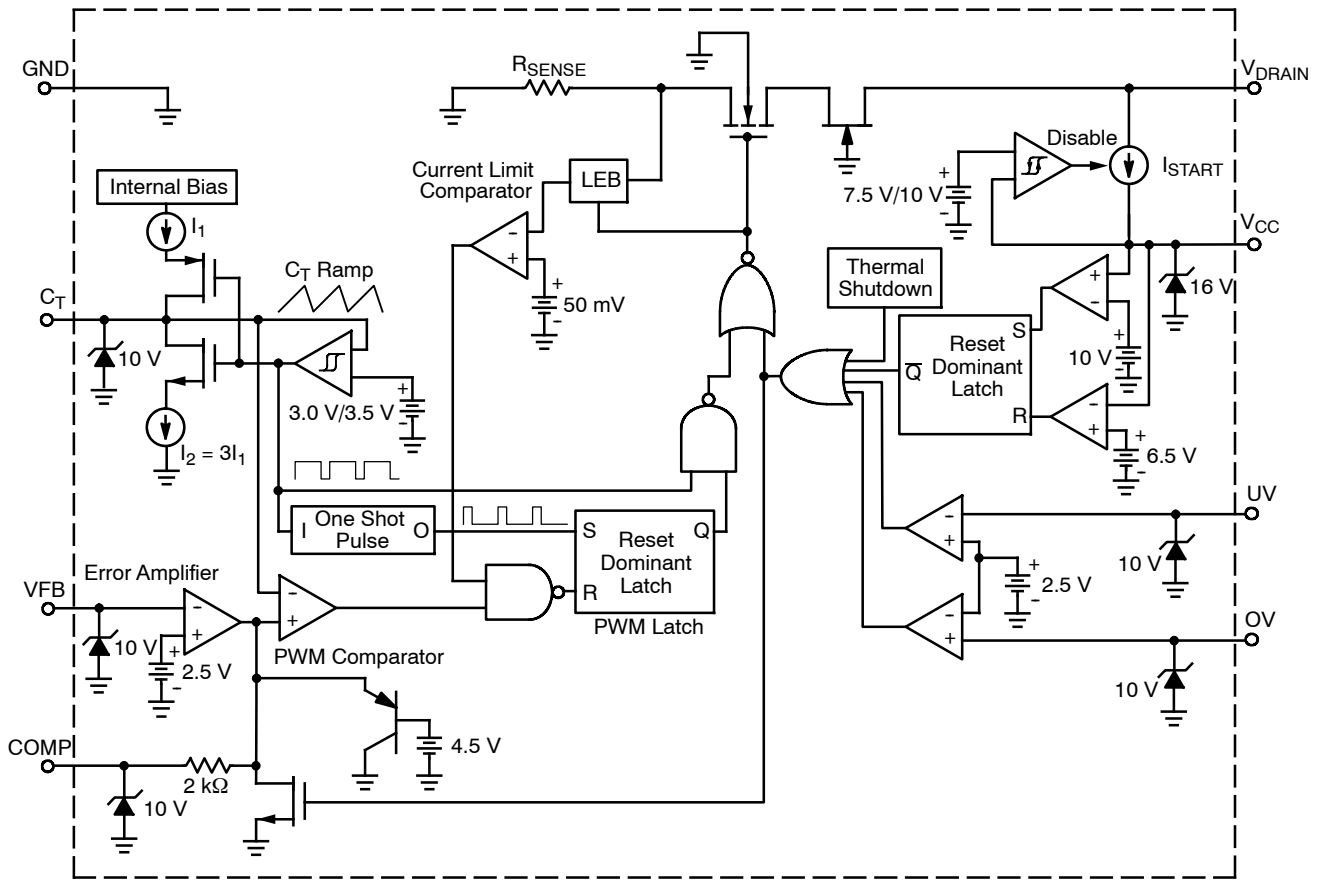 GND
RSENSE
VDRAIN
Disable
ISTART
+
7.5 V/10 V
-
VCC
Internal Bias
I1
Current Limit
Comparator
LEB
-
+
+
50 mV
-
CT Ramp
CT
10 V
3.0 V/3.5 V
+
-
I2 = 3I1
Thermal
Shutdown
+
-
16 V
+
10 V
-
S
Reset
Q Dominant
Latch
R
-
+
+
6.5 V
-
I One Shot O
Pulse
S Q
Reset
Dominant
Latch
R
PWM Latch
UV
-
+
10 V
+
2.5 V
-
OV
-
+
10 V
Error Amplifier
VFB
-
+
10 V
+
2.5 V
-
-
+
PWM Comparator
4.5 V
COMP
2 kΩ
10 V